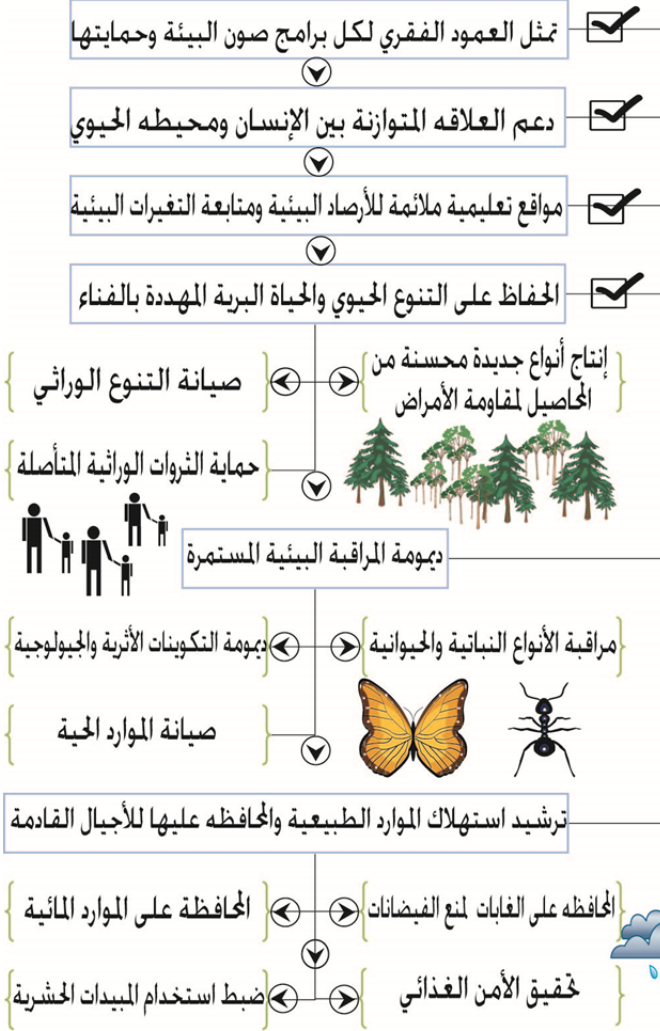 تمثل العمود الفقري لكل برامج صون البيئة وحمايتها
دعم العلاقه المتوازنة بين الإنسان ومحيطه الحيوي
مواقع تعليمية ملائمة للأرصاد البيئية ومتابعة التغيرات البيئية
الحفاظ على التنوع الحيوي والحياة البرية المهددة بالفناء
إنتاج أنواع جديدة محسنة من
المحاصيل لمقاومة الأمراض
صيانة التنوع الوراثي
حماية الثروات الوراثية المتأصلة
ديمومة المراقبة البيئية المستمرة
مراقبة الأنواع النباتية والحيوانية
ديمومة التكوينات الأثرية والجيولوجية
صيانة الموارد الحية
ترشيد استهلاك الموارد الطبيعية والمحافظه عليها للأجيال القادمة
المحافظه على الغابات لمنع الفيضانات
المحافظة على الموارد المائية
تحقيق الأمن الغذائي
ضبط استخدام المبيدات الحشرية